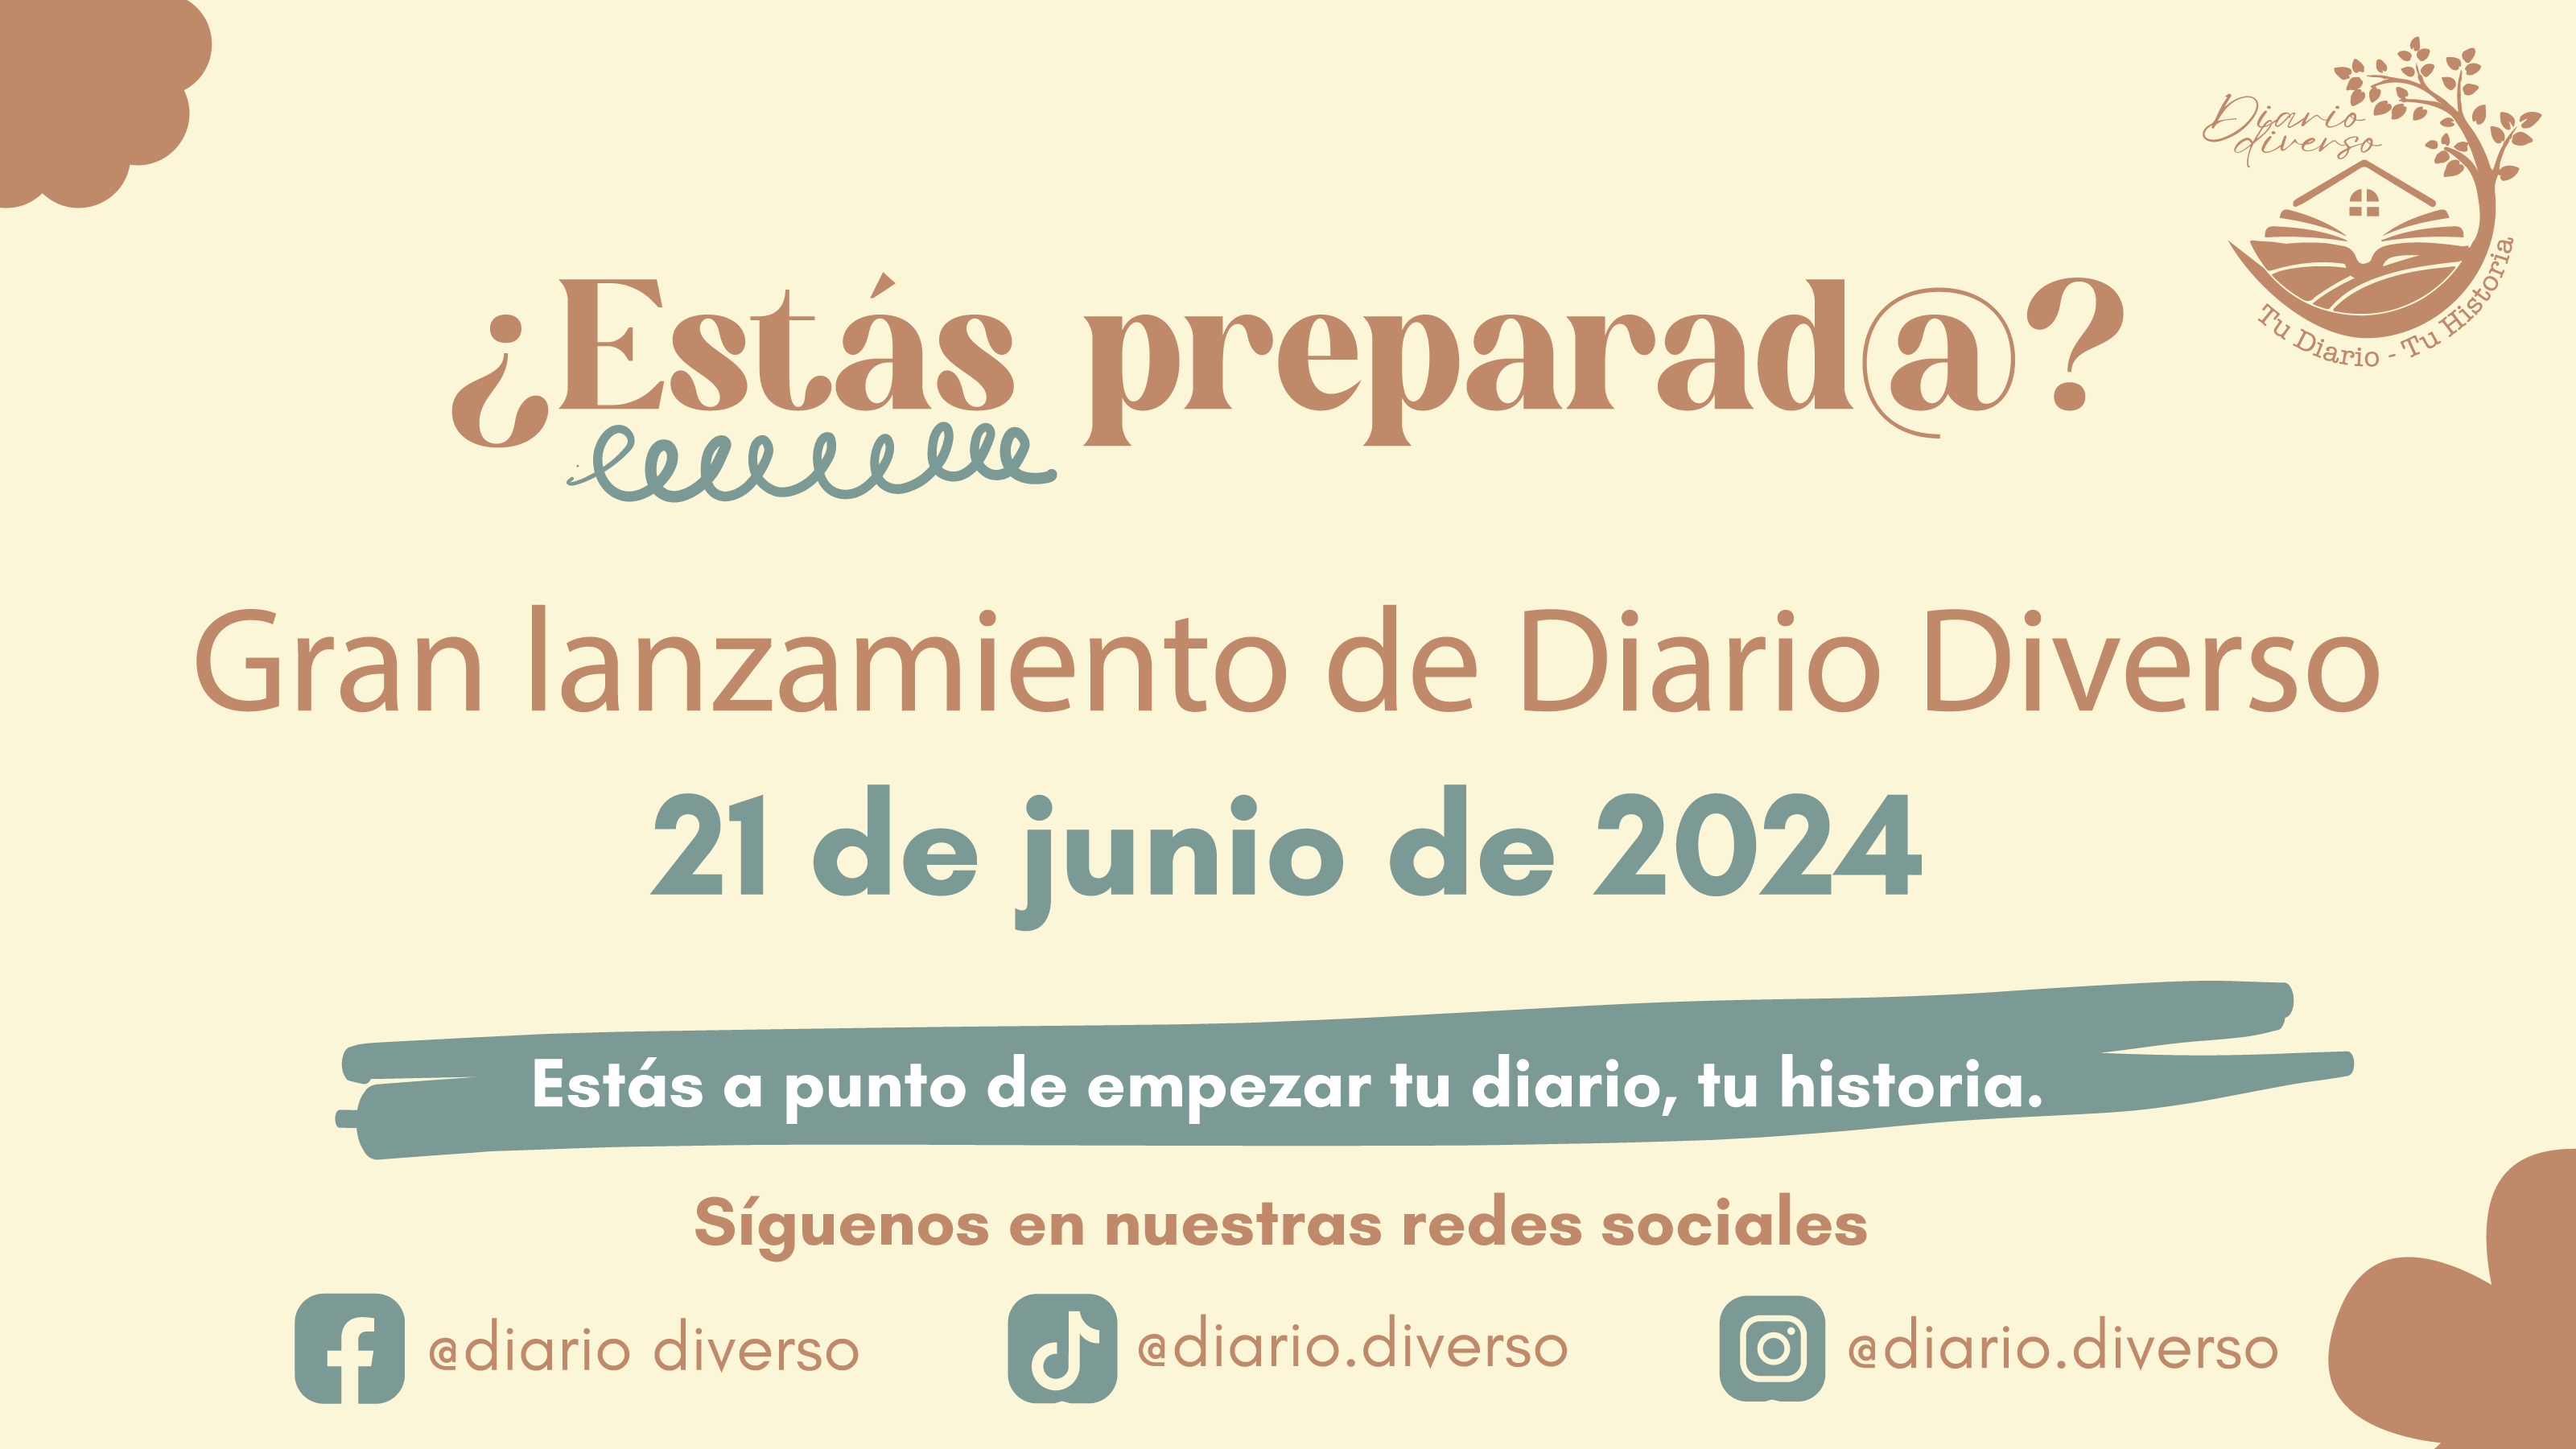 Diario
diverso
Tu Diario - Tu Historia
¿Estás preparad@?
Gran lanzamiento de Diario Diverso
21 de junio de 2024
Estás a punto de empezar tu diario, tu historia.
Síguenos en nuestras redes sociales
@diario diverso
@diario.diverso
@diario.diverso